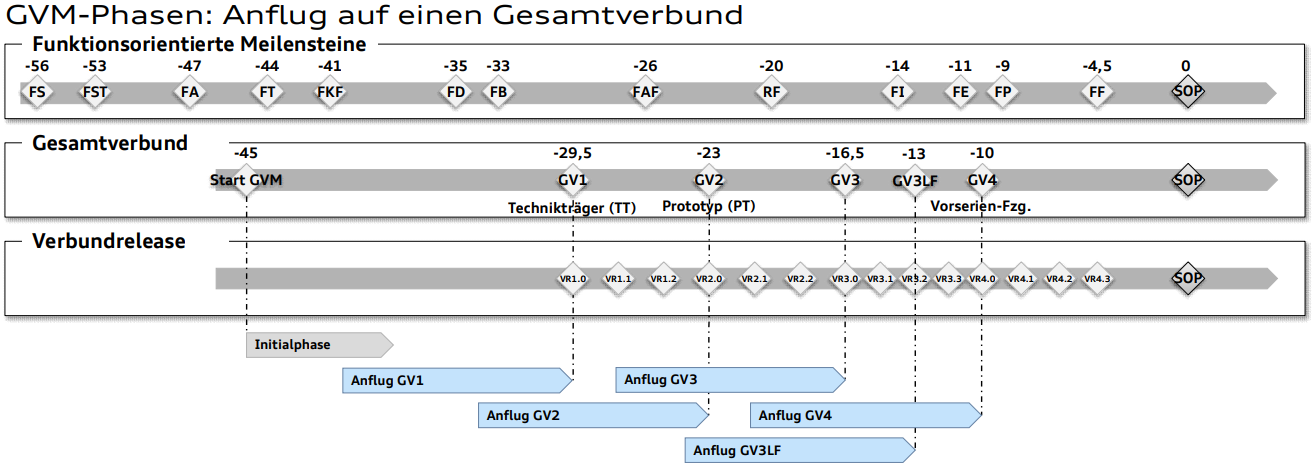 GVM-Phasen: Anflug auf einen Gesamtverbund
Funktionsorientierte Meilensteine
-56 -53 -47 -44 -41 -35 -33 -26 -20 -14 -11 -9 -4,5 0
FS FST FA FT FKF FD FB FAF RF FI FE FP FF SOP
Gesamtverbund
-45 -29,5 -23 -16,5 -13 -10
Start GVM GV1 GV2 GV3 GV3LF GV4 SOP
Technikträger (TT) Prototyp (PT) Vorserien-Fzg.
Verbundrelease
VR1.0 VR1.1 VR1.2 VR2.0 VR2.1 VR2.2 VR3.0 VR3.1 VR3.2 VR3.3 VR4.0 VR4.1 VR4.2 VR4.3 SOP
Initialphase
Anflug GV1 Anflug GV3
Anflug GV2 Anflug GV4
Anflug GV3LF